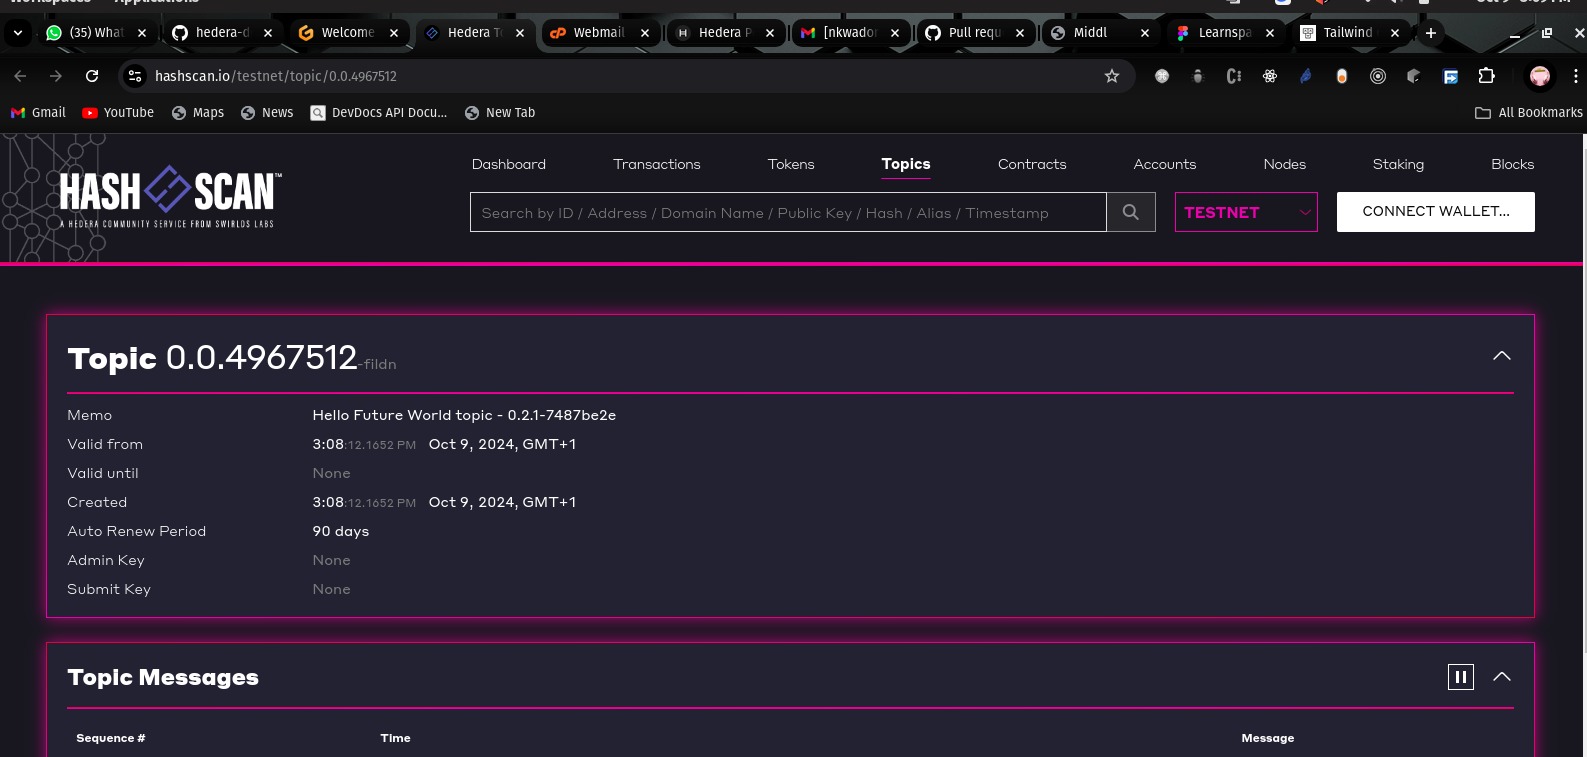 Workspaces Applications
(35) What hedera-d Welcome Hedera T Webmail Hedera P [nkwador Pull requ Middl Learnspa Tailwind
hashscan.io/testnet/topic/0.0.4967512
Gmail YouTube Maps News DevDocs API Docu... New Tab All Bookmarks
Dashboard Transactions Tokens Topics Contracts Accounts Nodes Staking Blocks
HASH SCAN™
A HEDERA COMMUNITY SERVICE FROM SWIRLDS LABS
Search by ID / Address / Domain Name / Public Key / Hash / Alias / Timestamp TESTNET CONNECT WALLET...
Topic 0.0.4967512-fildn
Memo Hello Future World topic - 0.2.1-7487be2e
Valid from 3:08:12.1652 PM Oct 9, 2024, GMT+1
Valid until None
Created 3:08:12.1652 PM Oct 9, 2024, GMT+1
Auto Renew Period 90 days
Admin Key None
Submit Key None
Topic Messages
Sequence # Time Message